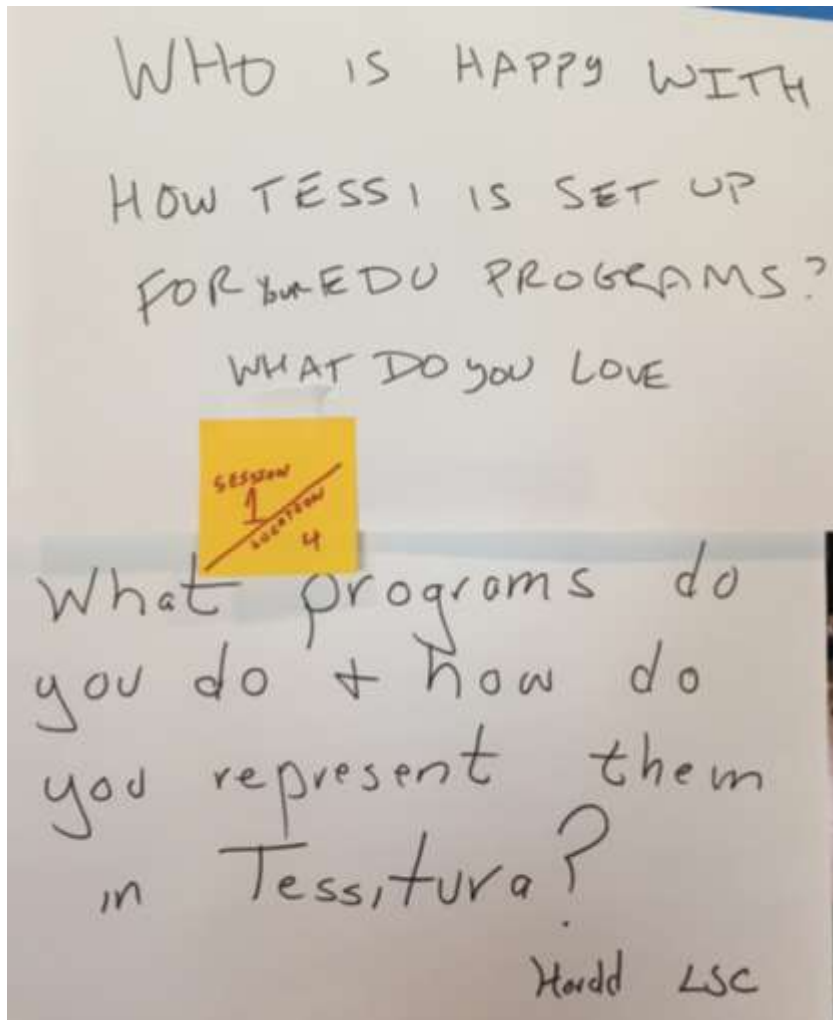 WHO IS HAPPY WITH
HOW TESSI IS SET UP
FOR your EDU PROGRAMS?
WHAT DO you LOVE
SESSION
1
LOCATION
4
What programs do
you do + how do
you represent them
in Tessitura?
LSC